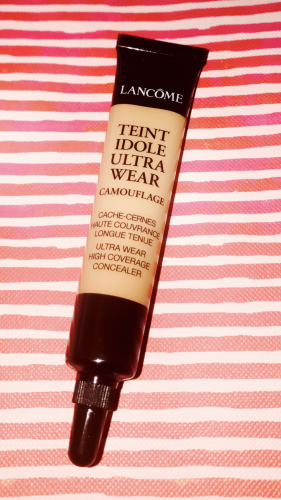 LANCÔME
TEINT
IDOLE
ULTRA
WEAR
CAMOUFLAGE
CACHE-CERNES
HAUTE COUVRANCE
LONGUE TENUE
ULTRA WEAR
HIGH COVERAGE
CONCEALER